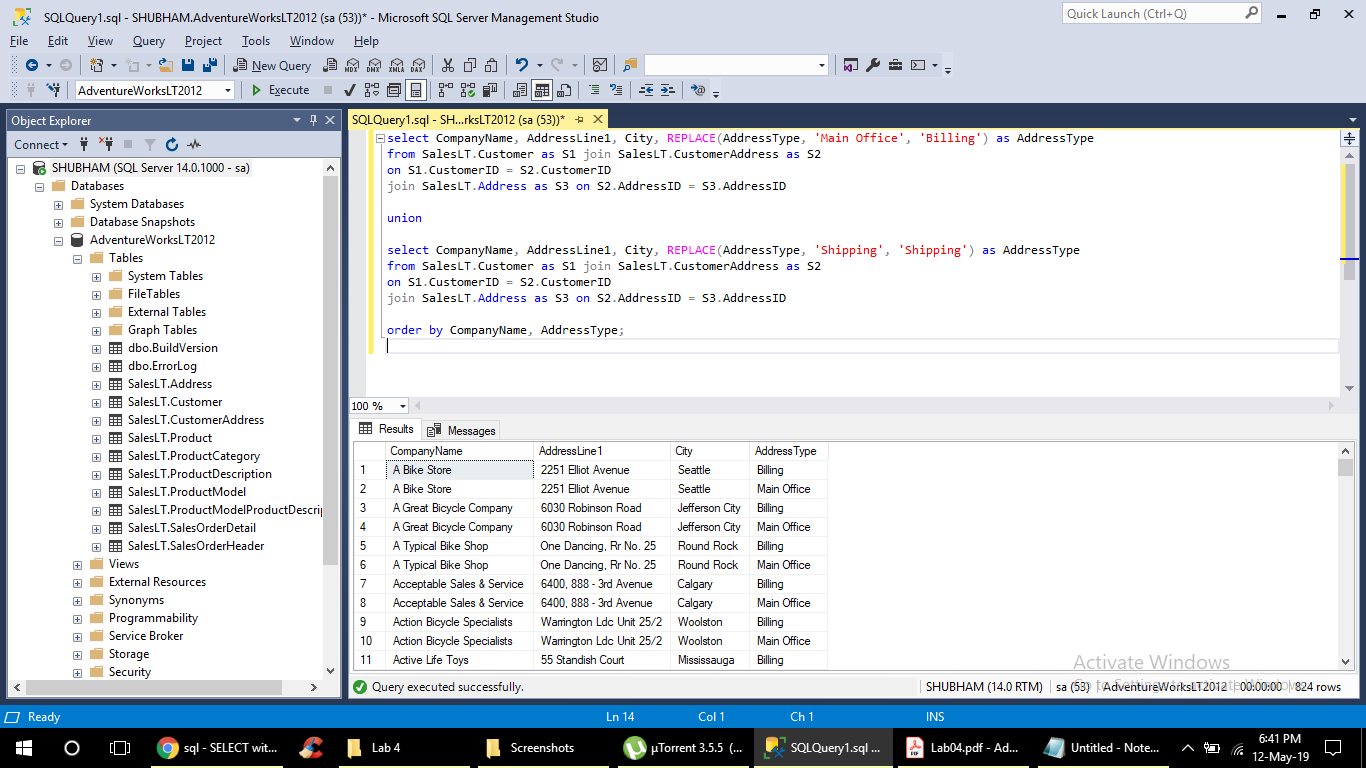 SQLQuery1.sql - SHUBHAM.AdventureWorksLT2012 (sa (53))* - Microsoft SQL Server Management Studio
Quick Launch (Ctrl+Q)
File Edit View Query Project Tools Window Help
New Query MDX DMX XMLA DAX
AdventureWorksLT2012 Execute
Object Explorer
Connect
SHUBHAM (SQL Server 14.0.1000 - sa)
Databases
System Databases
Database Snapshots
AdventureWorksLT2012
Tables
System Tables
FileTables
External Tables
Graph Tables
dbo.BuildVersion
dbo.ErrorLog
SalesLT.Address
SalesLT.Customer
SalesLT.CustomerAddress
SalesLT.Product
SalesLT.ProductCategory
SalesLT.ProductDescription
SalesLT.ProductModel
SalesLT.ProductModelProductDescrip
SalesLT.SalesOrderDetail
SalesLT.SalesOrderHeader
Views
External Resources
Synonyms
Programmability
Service Broker
Storage
Security
SQLQuery1.sql - SH...rksLT2012 (sa (53))*
select CompanyName, AddressLine1, City, REPLACE(AddressType, 'Main Office', 'Billing') as AddressType
from SalesLT.Customer as S1 join SalesLT.CustomerAddress as S2
on S1.CustomerID = S2.CustomerID
join SalesLT.Address as S3 on S2.AddressID = S3.AddressID
union
select CompanyName, AddressLine1, City, REPLACE(AddressType, 'Shipping', 'Shipping') as AddressType
from SalesLT.Customer as S1 join SalesLT.CustomerAddress as S2
on S1.CustomerID = S2.CustomerID
join SalesLT.Address as S3 on S2.AddressID = S3.AddressID
order by CompanyName, AddressType;
100 %
Results Messages
CompanyName AddressLine1 City AddressType
1 A Bike Store 2251 Elliot Avenue Seattle Billing
2 A Bike Store 2251 Elliot Avenue Seattle Main Office
3 A Great Bicycle Company 6030 Robinson Road Jefferson City Billing
4 A Great Bicycle Company 6030 Robinson Road Jefferson City Main Office
5 A Typical Bike Shop One Dancing, Rr No. 25 Round Rock Billing
6 A Typical Bike Shop One Dancing, Rr No. 25 Round Rock Main Office
7 Acceptable Sales & Service 6400, 888 - 3rd Avenue Calgary Billing
8 Acceptable Sales & Service 6400, 888 - 3rd Avenue Calgary Main Office
9 Action Bicycle Specialists Warrington Ldc Unit 25/2 Woolston Billing
10 Action Bicycle Specialists Warrington Ldc Unit 25/2 Woolston Main Office
11 Active Life Toys 55 Standish Court Mississauga Billing
Activate Windows
Go to Settings to activate Windows.
Query executed successfully. SHUBHAM (14.0 RTM) sa (53) AdventureWorksLT2012 00:00:00 824 rows
Ready Ln 14 Col 1 Ch 1 INS
sql - SELECT wit... Lab 4 Screenshots µTorrent 3.5.5 (... SQLQuery1.sql ... Lab04.pdf - Ad... Untitled - Note...
6:41 PM
12-May-19